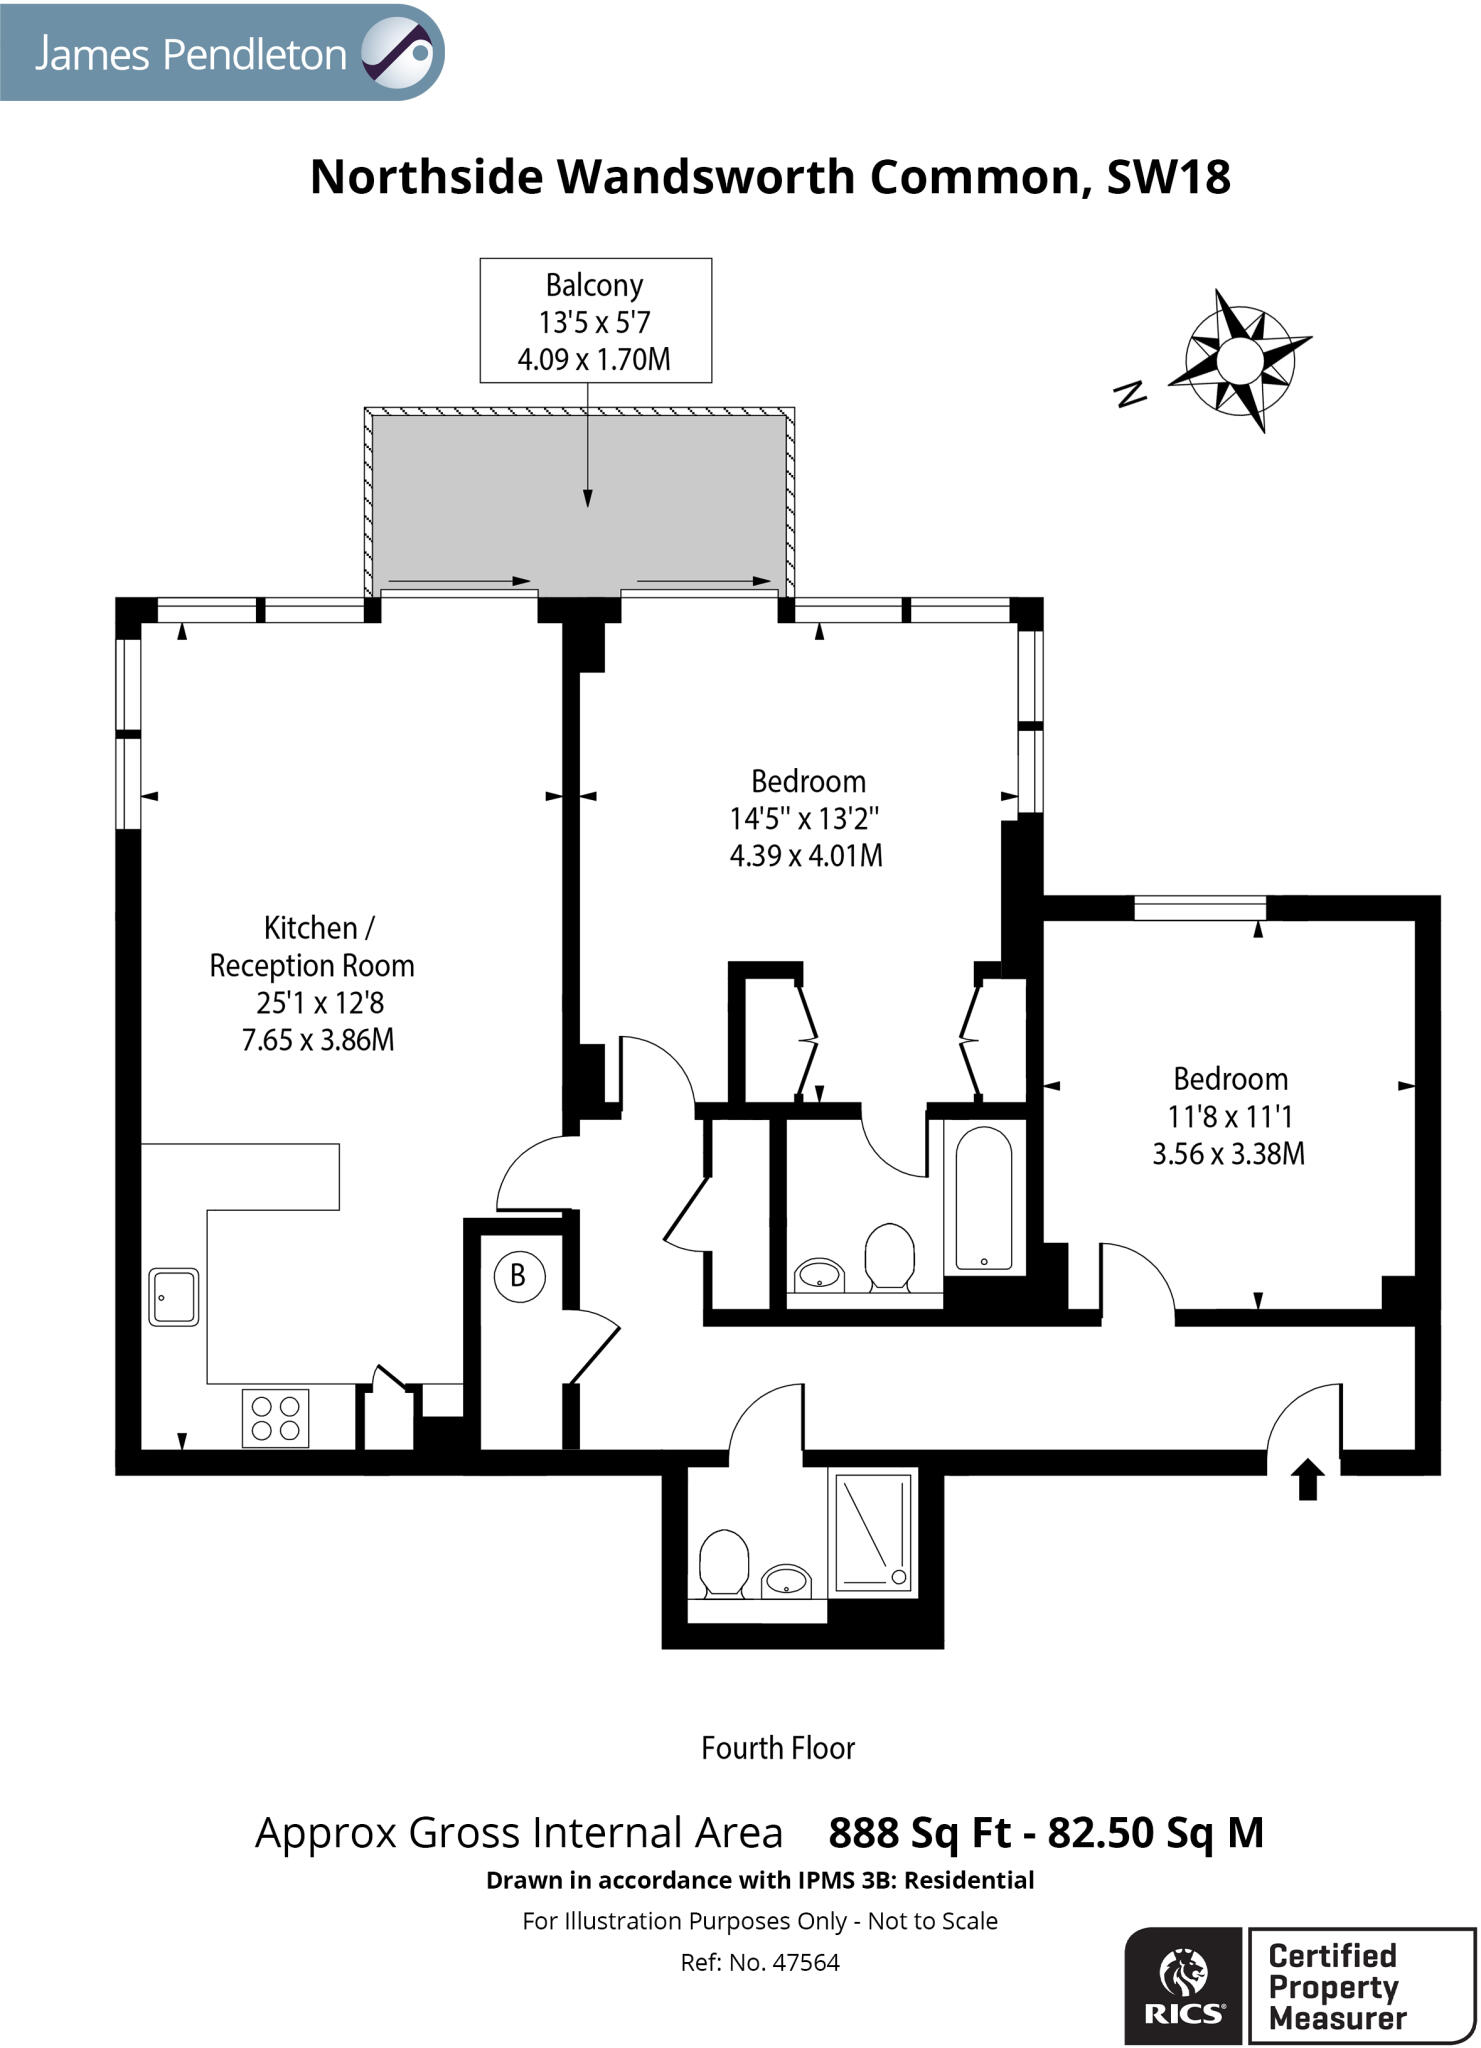 James Pendleton
Northside Wandsworth Common, SW18
Balcony
13'5 x 5'7
4.09 x 1.70M
N
Bedroom
14'5" x 13'2"
4.39 x 4.01M
Kitchen /
Reception Room
25'1 x 12'8
7.65 x 3.86M
Bedroom
11'8 x 11'1
3.56 x 3.38M
B
Fourth Floor
Approx Gross Internal Area 888 Sq Ft - 82.50 Sq M
Drawn in accordance with IPMS 3B: Residential
For Illustration Purposes Only - Not to Scale
Ref: No. 47564
RICS®
Certified
Property
Measurer